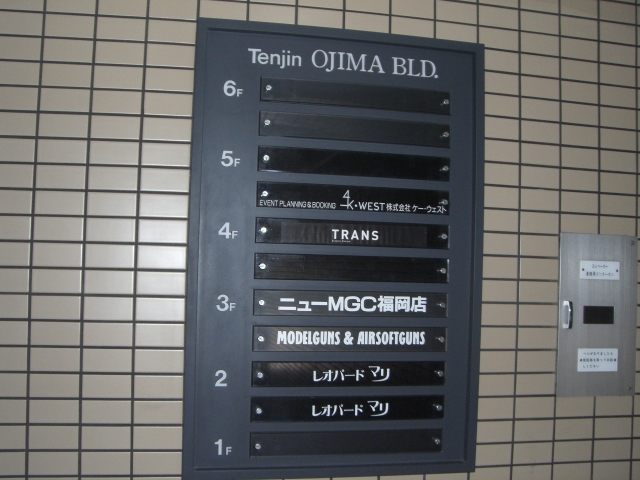 Tenjin OJIMA BLD.
6F
5F
EVENT PLANNING & BOOKING 4K・WEST 株式会社 ケー・ウェスト
4F TRANS
3F ニューMGC福岡店
MODELGUNS & AIRSOFTGUNS
2 レオパード マリ
レオパード マリ
1F